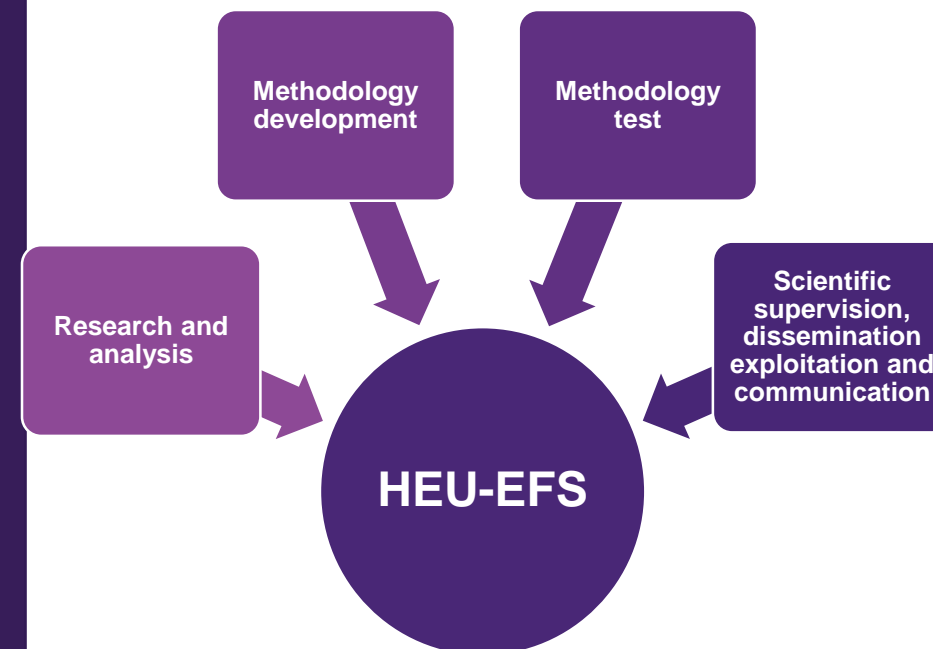 Methodology
development
Methodology
test
Research and
analysis
Scientific
supervision,
dissemination
exploitation and
communication
HEU-EFS